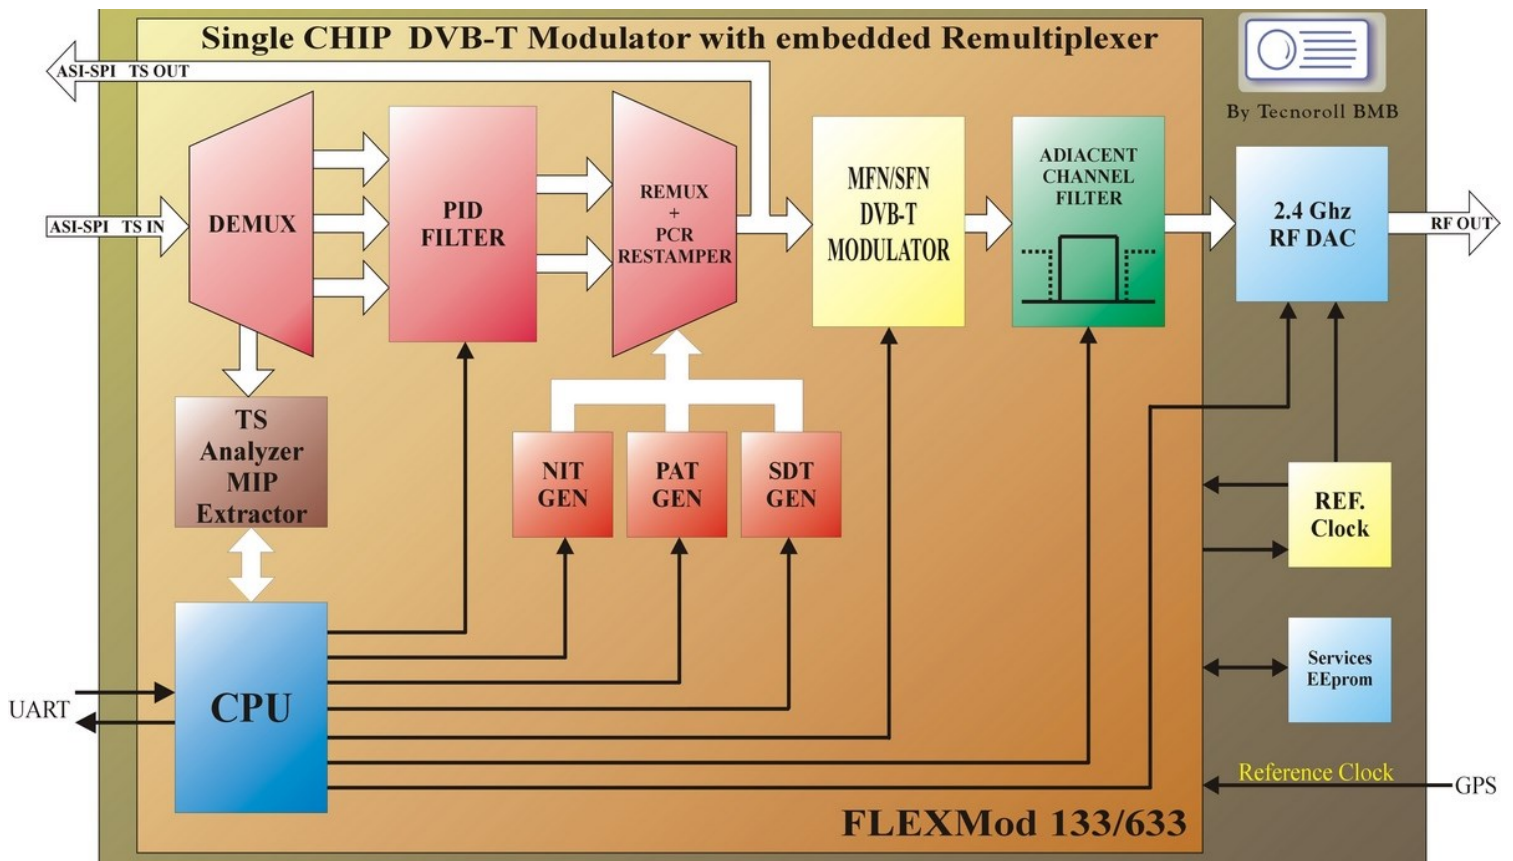 Single CHIP DVB-T Modulator with embedded Remultiplexer
ASI-SPI TS OUT
By Tecnoroll BMB
ASI-SPI TS IN
DEMUX
PID
FILTER
REMUX
+
PCR
RESTAMPER
MFN/SFN
DVB-T
MODULATOR
ADIACENT
CHANNEL
FILTER
2.4 Ghz
RF DAC
RF OUT
TS
Analyzer
MIP
Extractor
NIT
GEN
PAT
GEN
SDT
GEN
REF.
Clock
CPU
UART
Services
EEprom
Reference Clock
GPS
FLEXMod 133/633